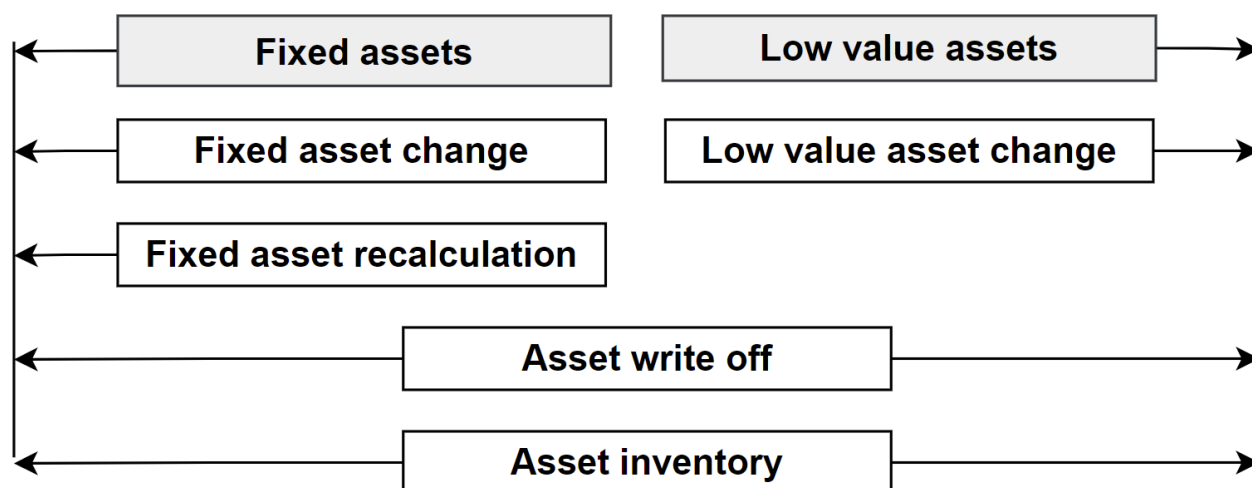 Fixed assets
Low value assets
Fixed asset change
Low value asset change
Fixed asset recalculation
Asset write off
Asset inventory